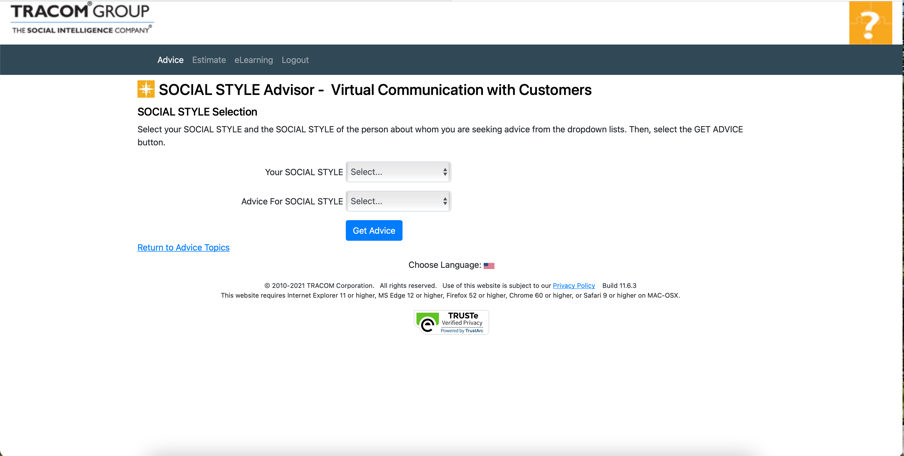 TRACOM® GROUP
THE SOCIAL INTELLIGENCE COMPANY®
?
Advice Estimate eLearning Logout
SOCIAL STYLE Advisor - Virtual Communication with Customers
SOCIAL STYLE Selection
Select your SOCIAL STYLE and the SOCIAL STYLE of the person about whom you are seeking advice from the dropdown lists. Then, select the GET ADVICE
button.
Your SOCIAL STYLE Select...
Advice For SOCIAL STYLE Select...
Get Advice
Return to Advice Topics
Choose Language:
© 2010-2021 TRACOM Corporation. All rights reserved. Use of this website is subject to our Privacy Policy Build 11.6.3
This website requires Internet Explorer 11 or higher, MS Edge 12 or higher, Firefox 52 or higher, Chrome 60 or higher, or Safari 9 or higher on MAC-OSX.
TRUSTe
Verified Privacy
Powered by TrustArc